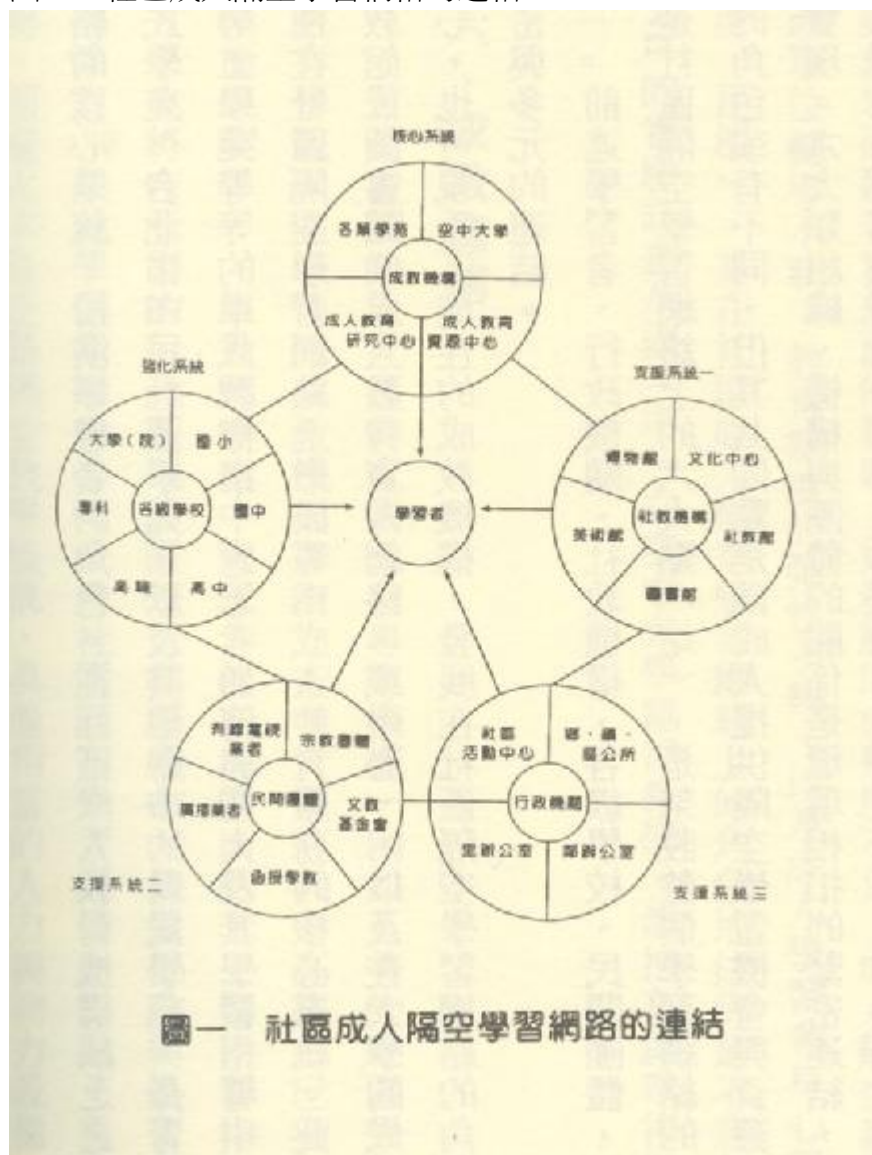 核心系統
各類學苑
空中大學
成教機構
成人教育
研究中心
成人教育
資源中心
強化系統
大學(院)
國小
專科
各級學校
國中
高職
高中
支援系統一
博物館
文化中心
美術館
社教機構
社教館
圖書館
學習者
有線電視
業者
宗教團體
廣播業者
民間團體
文教
基金會
函授學校
支援系統二
社區
活動中心
鄉、鎮、
區公所
行政機關
里辦公室
鄰辦公室
支援系統三
圖一 社區成人隔空學習網路的連結